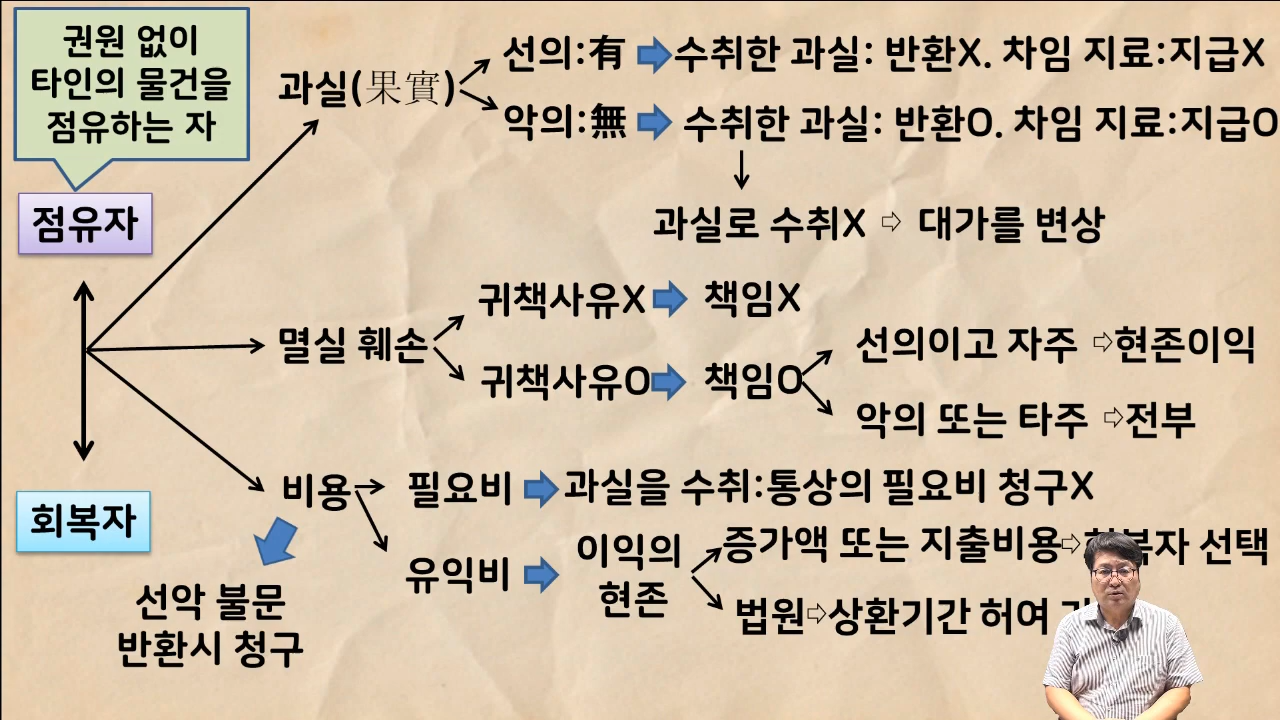 권원 없이
타인의 물건을
점유하는 자
점유자
회복자
과실(果實)
선의:有 수취한 과실: 반환X. 차임 지료:지급X
악의:無 수취한 과실: 반환O. 차임 지료:지급O
과실로 수취X ⇨ 대가를 변상
멸실 훼손
귀책사유X 책임X
귀책사유O 책임O
선의이고 자주 ⇨현존이익
악의 또는 타주 ⇨전부
비용
필요비 과실을 수취:통상의 필요비 청구X
유익비
이익의
현존
증가액 또는 지출비용⇨ 선택
법원⇨상환기간 허여
선악 불문
반환시 청구